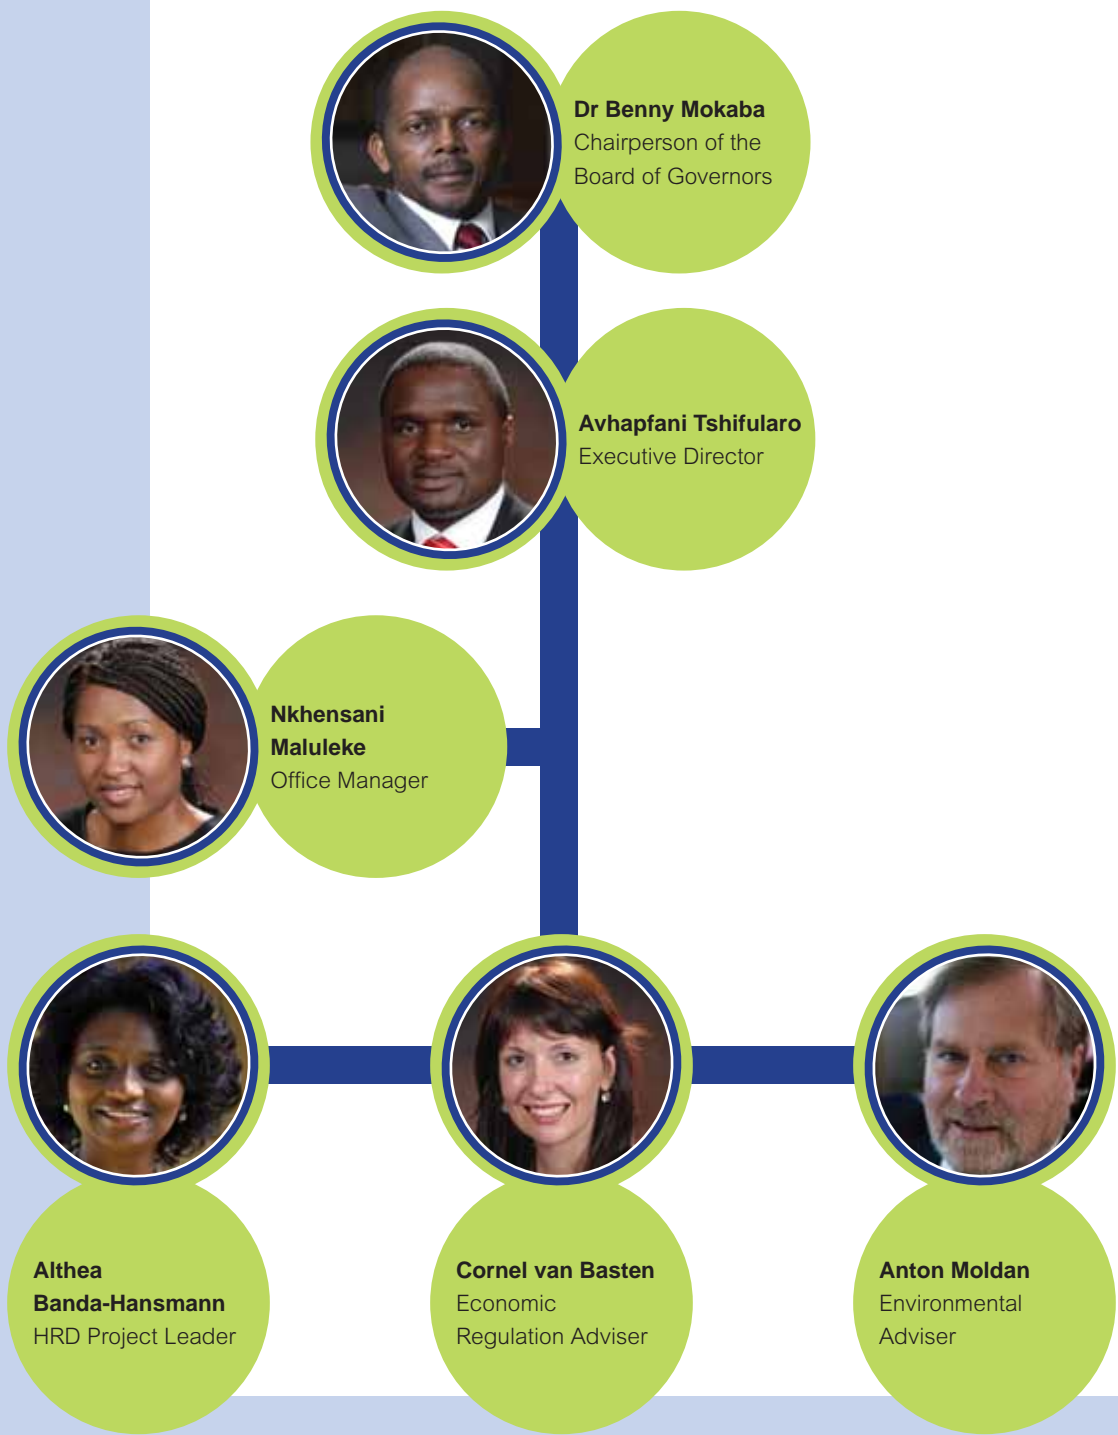 Dr Benny Mokaba
Chairperson of the
Board of Governors
Avhapfani Tshifularo
Executive Director
Nkhensani
Maluleke
Office Manager
Althea
Banda-Hansmann
HRD Project Leader
Cornel van Basten
Economic
Regulation Adviser
Anton Moldan
Environmental
Adviser